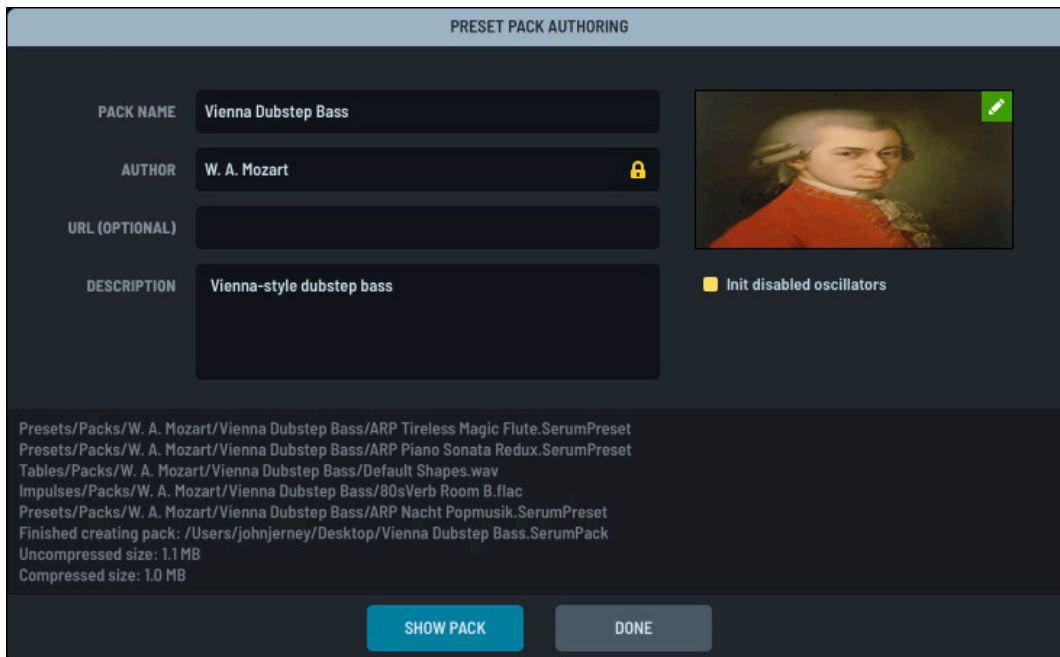 PRESET PACK AUTHORING
PACK NAME Vienna Dubstep Bass
AUTHOR W. A. Mozart
URL (OPTIONAL)
DESCRIPTION Vienna-style dubstep bass
Init disabled oscillators
Presets/Packs/W. A. Mozart/Vienna Dubstep Bass/ARP Tireless Magic Flute.SerumPreset
Presets/Packs/W. A. Mozart/Vienna Dubstep Bass/ARP Piano Sonata Redux.SerumPreset
Tables/Packs/W. A. Mozart/Vienna Dubstep Bass/Default Shapes.wav
Impulses/Packs/W. A. Mozart/Vienna Dubstep Bass/80sVerb Room B.flac
Presets/Packs/W. A. Mozart/Vienna Dubstep Bass/ARP Nacht Popmusik.SerumPreset
Finished creating pack: /Users/johnjerney/Desktop/Vienna Dubstep Bass.SerumPack
Uncompressed size: 1.1 MB
Compressed size: 1.0 MB
SHOW PACK DONE